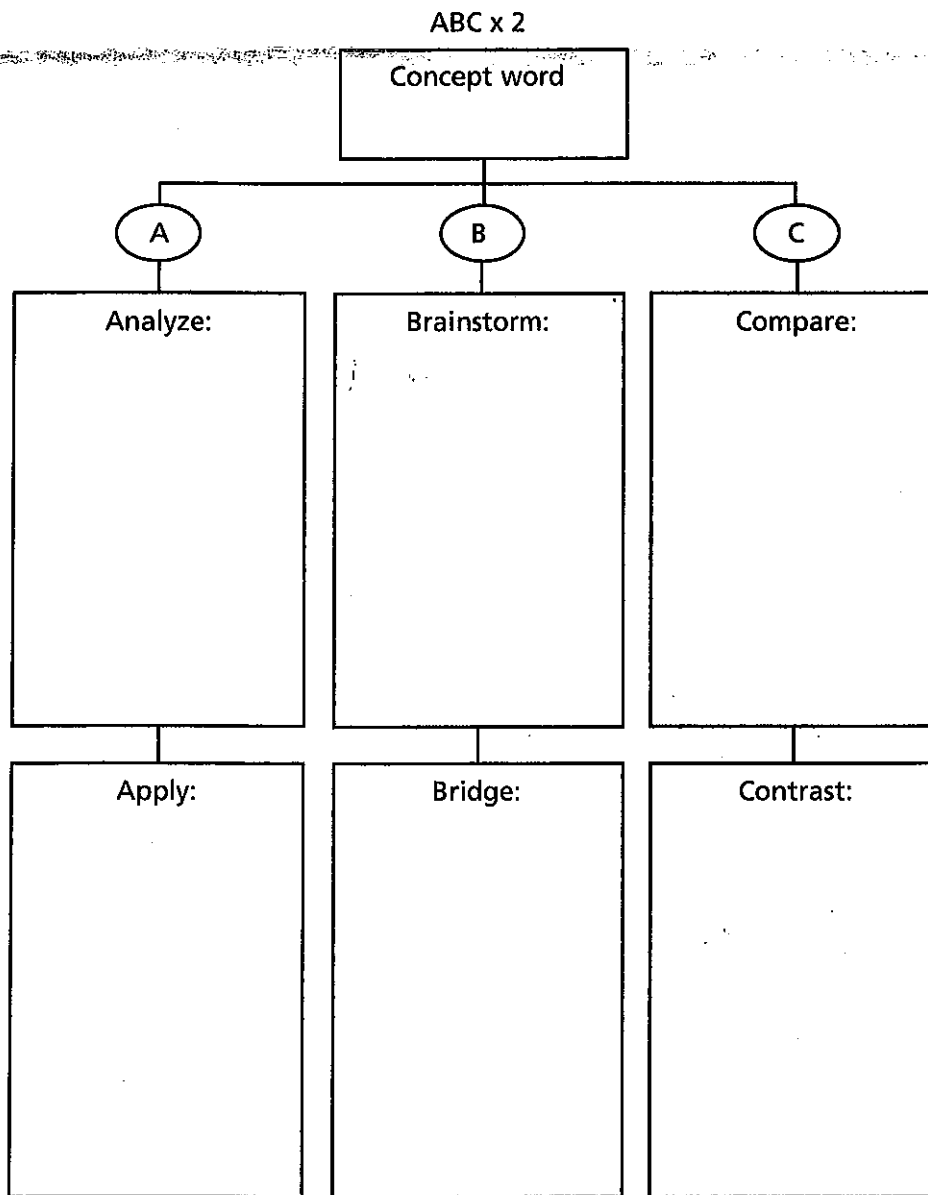 ABC x 2
Concept word
A
B
C
Analyze:
Brainstorm:
Compare:
Apply:
Bridge:
Contrast: